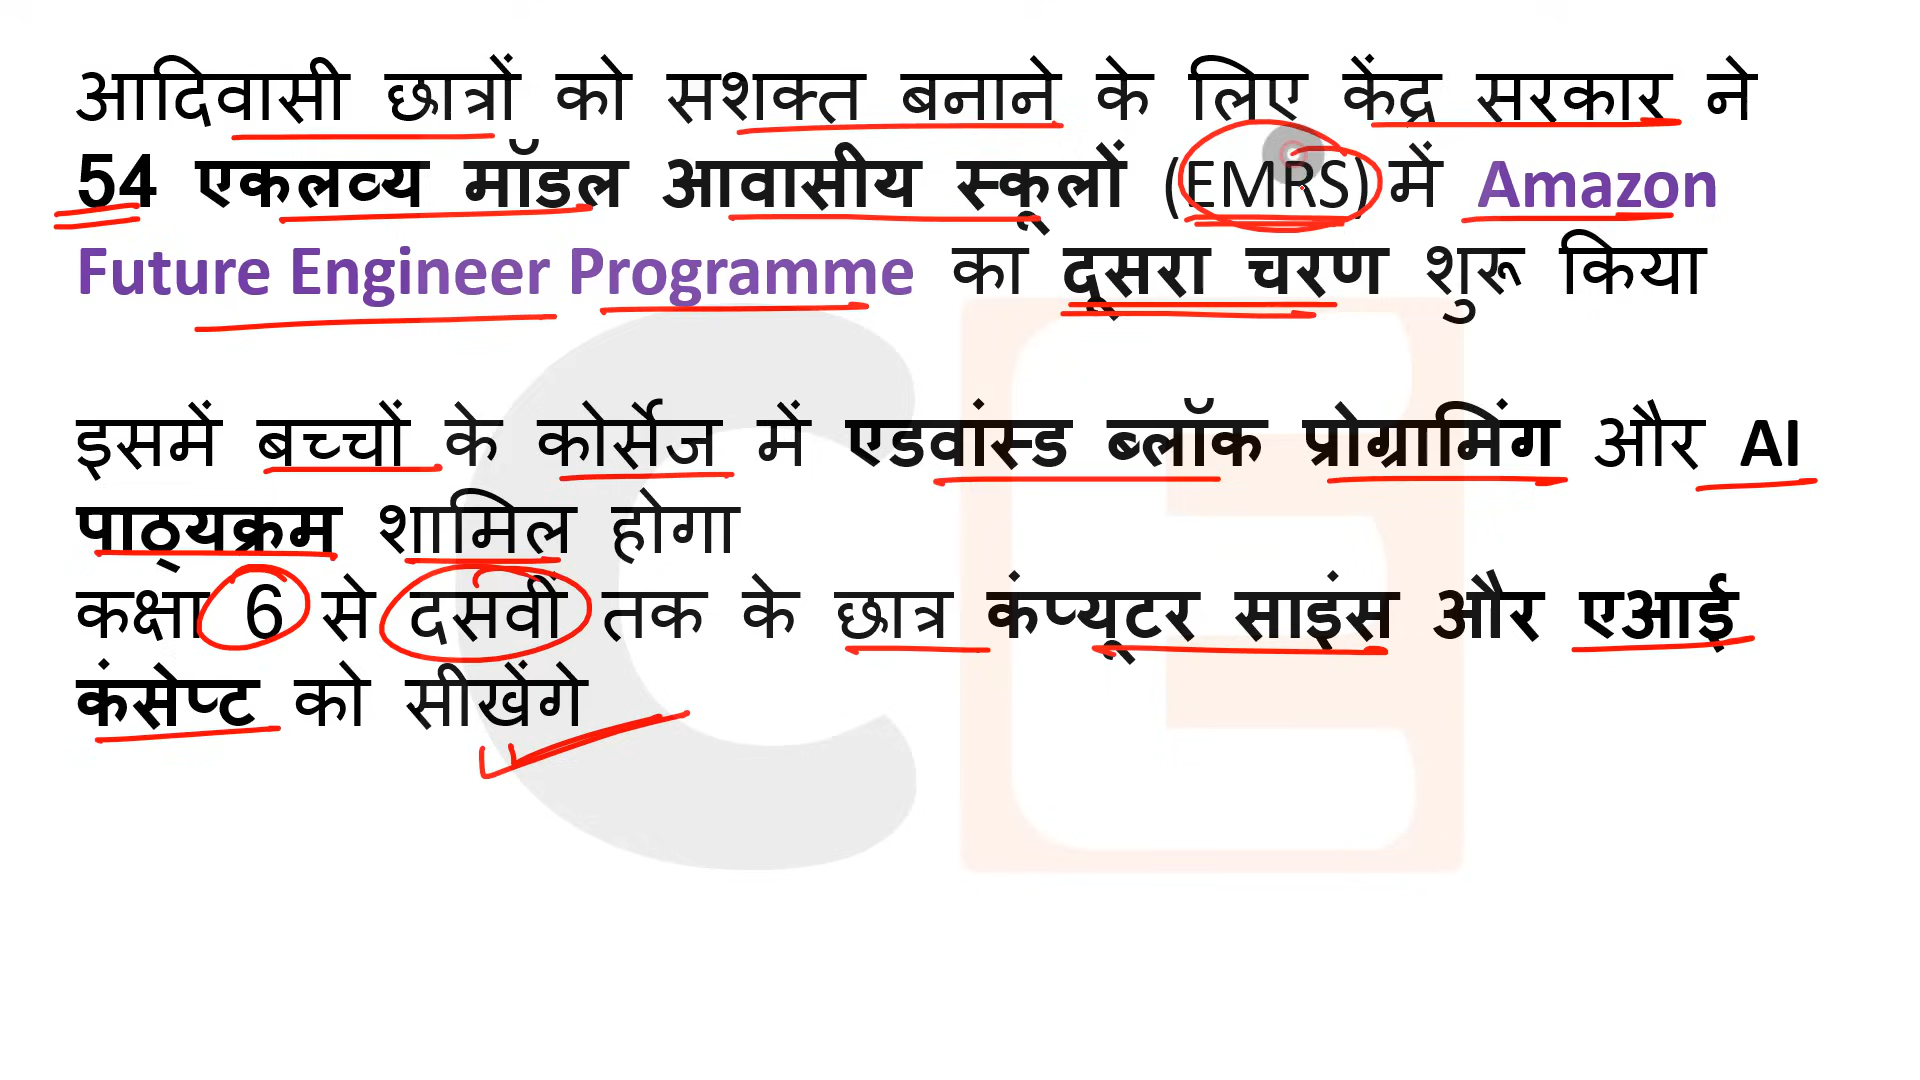 आदिवासी छात्रों को सशक्त बनाने के लिए केंद्र सरकार ने
54 एकलव्य मॉडल आवासीय स्कूलों (EMRS) में Amazon
Future Engineer Programme का दूसरा चरण शुरू किया
इसमें बच्चों के कोर्सेज में एडवांस्ड ब्लॉक प्रोग्रामिंग और AI
पाठ्यक्रम शामिल होगा
कक्षा 6 से दसवीं तक के छात्र कंप्यूटर साइंस और एआई
कंसेप्ट को सीखेंगे